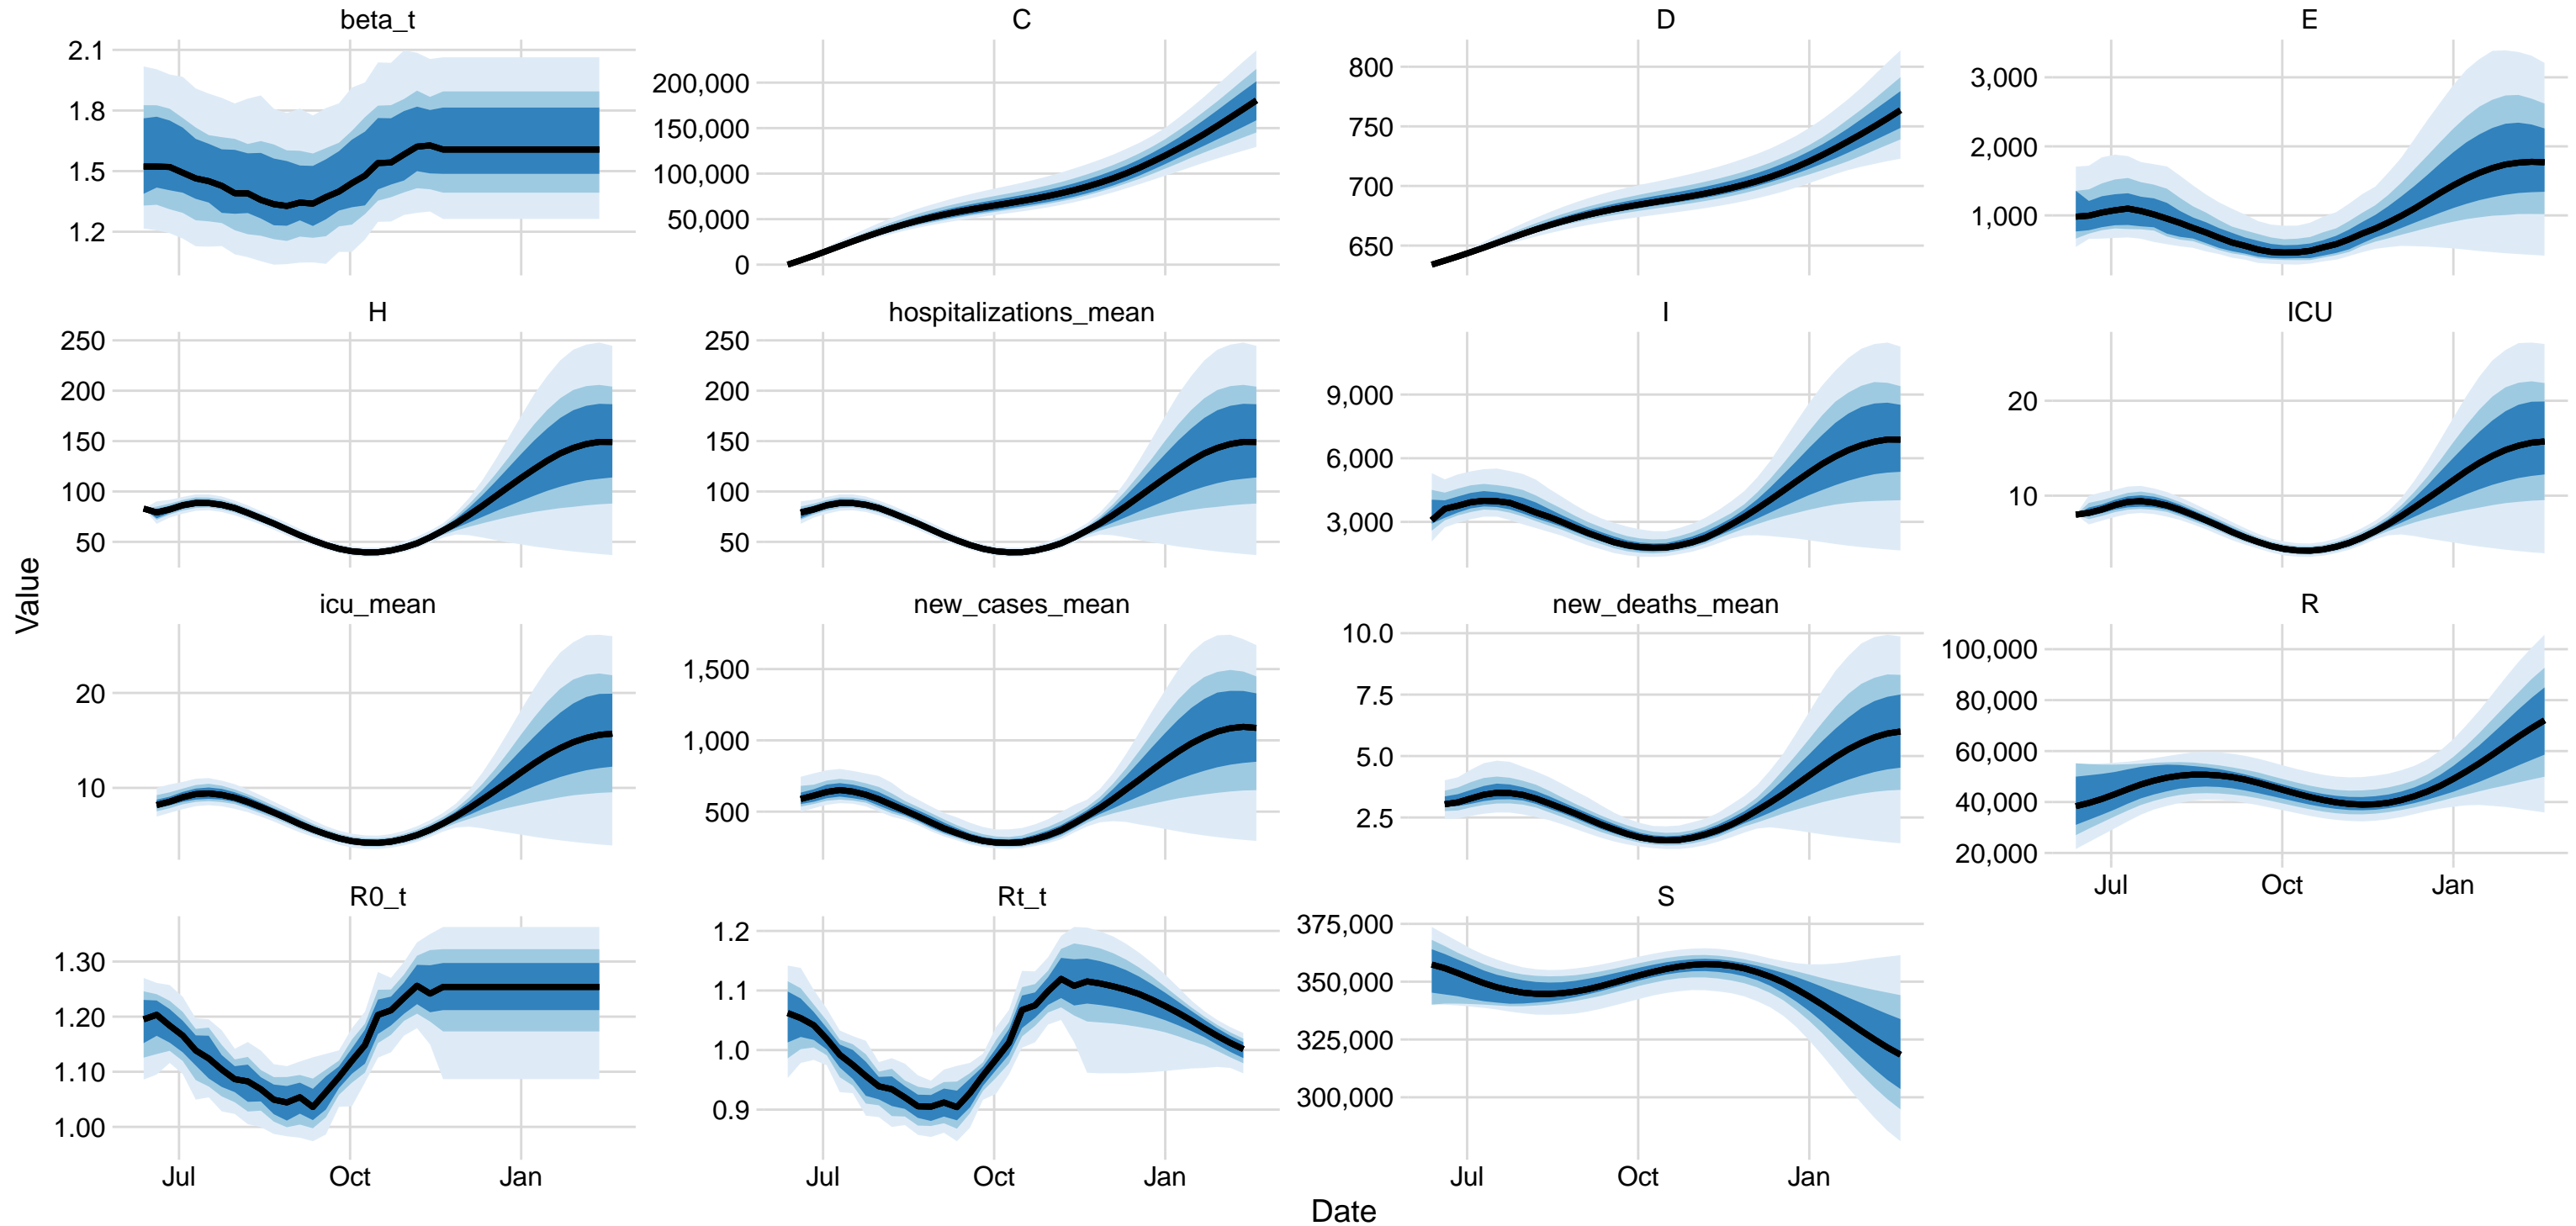 beta_t
C
D
E
2.1
1.8
1.5
1.2
200,000
150,000
100,000
50,000
0
800
750
700
650
3,000
2,000
1,000
H
hospitalizations_mean
I
ICU
250
200
150
100
50
250
200
150
100
50
9,000
6,000
3,000
20
10
Value
icu_mean
new_cases_mean
new_deaths_mean
R
20
10
1,500
1,000
500
10.0
7.5
5.0
2.5
100,000
80,000
60,000
40,000
20,000
Jul Oct Jan
R0_t
Rt_t
S
1.30
1.20
1.10
1.00
1.2
1.1
1.0
0.9
375,000
350,000
325,000
300,000
Jul Oct Jan
Jul Oct Jan
Jul Oct Jan
Date